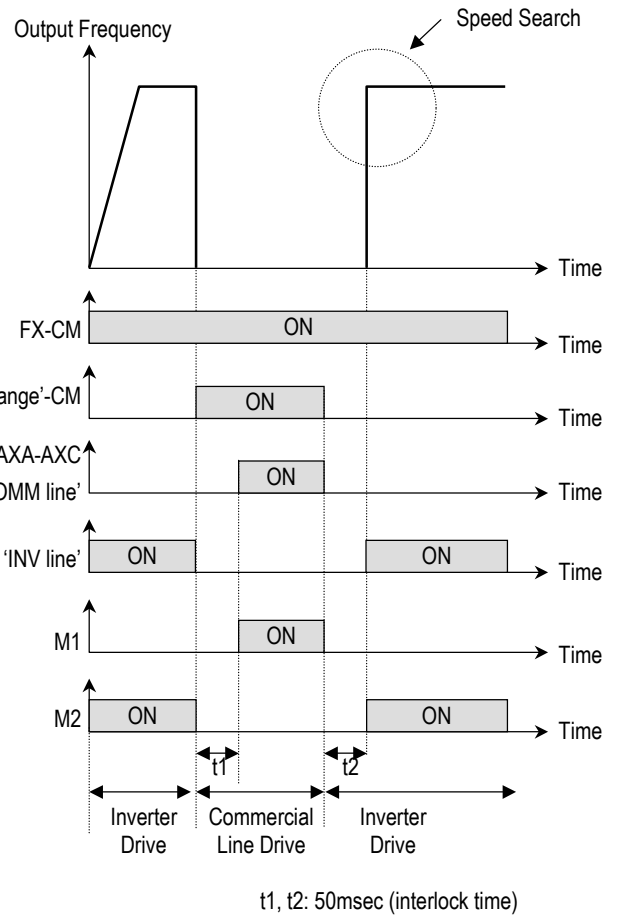 Output Frequency
Speed Search
Time
FX-CM
ON
Time
ange'-CM
ON
Time
AXA-AXC
OMM line'
ON
Time
'INV line'
ON
ON
Time
M1
ON
Time
M2
ON
ON
Time
t1
t2
Inverter
Drive
Commercial
Line Drive
Inverter
Drive
t1, t2: 50msec (interlock time)